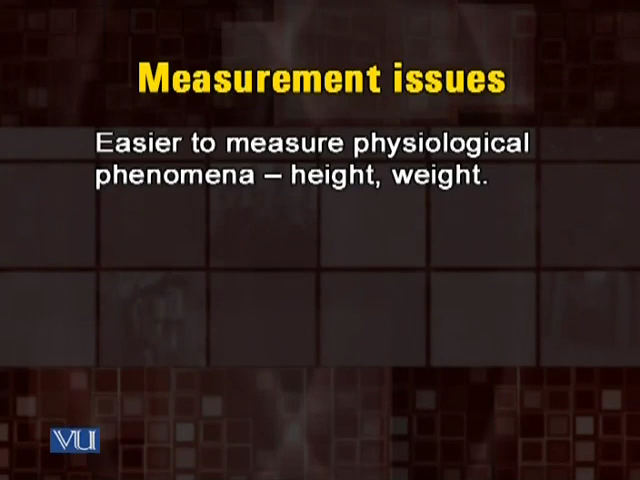 Measurement issues
Easier to measure physiological
phenomena – height, weight.
VU